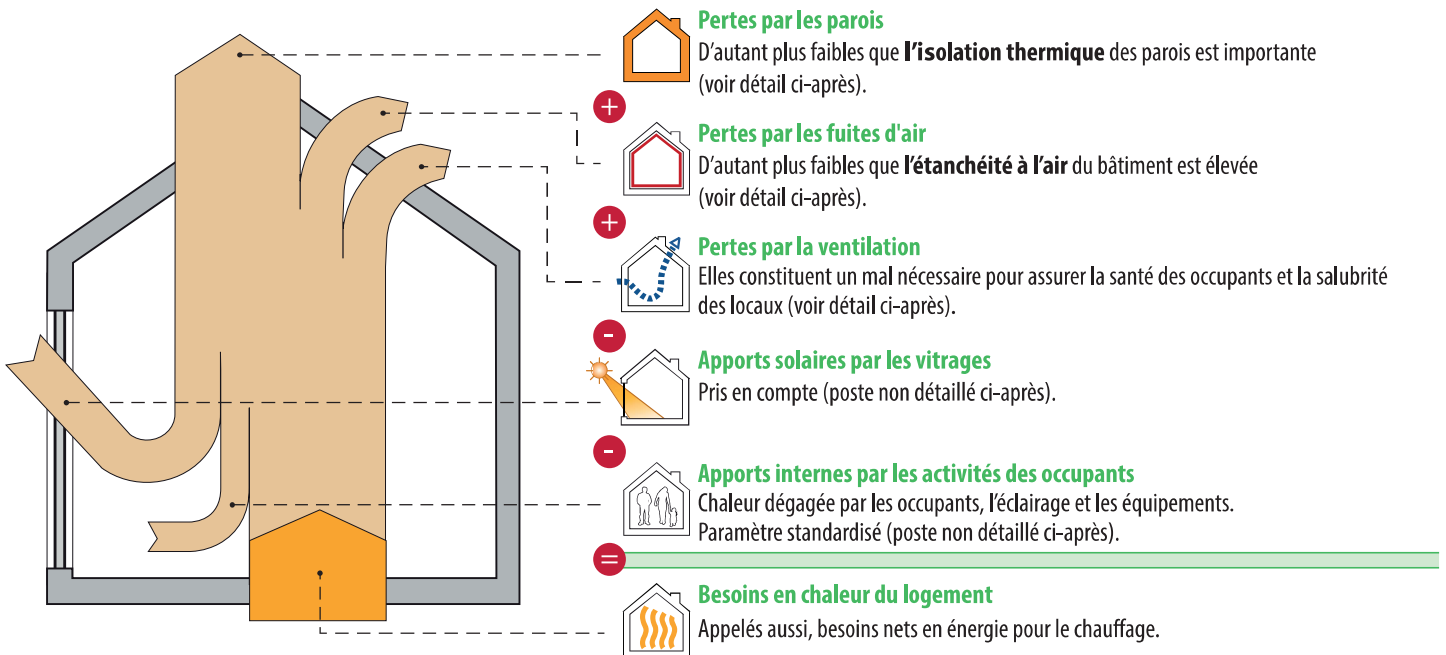 Pertes par les parois
D'autant plus faibles que l'isolation thermique des parois est importante
(voir détail ci-après).
+
Pertes par les fuites d'air
D'autant plus faibles que l'étanchéité à l'air du bâtiment est élevée
(voir détail ci-après).
+
Pertes par la ventilation
Elles constituent un mal nécessaire pour assurer la santé des occupants et la salubrité
des locaux (voir détail ci-après).
-
Apports solaires par les vitrages
Pris en compte (poste non détaillé ci-après).
-
Apports internes par les activités des occupants
Chaleur dégagée par les occupants, l'éclairage et les équipements.
Paramètre standardisé (poste non détaillé ci-après).
=
Besoins en chaleur du logement
Appelés aussi, besoins nets en énergie pour le chauffage.